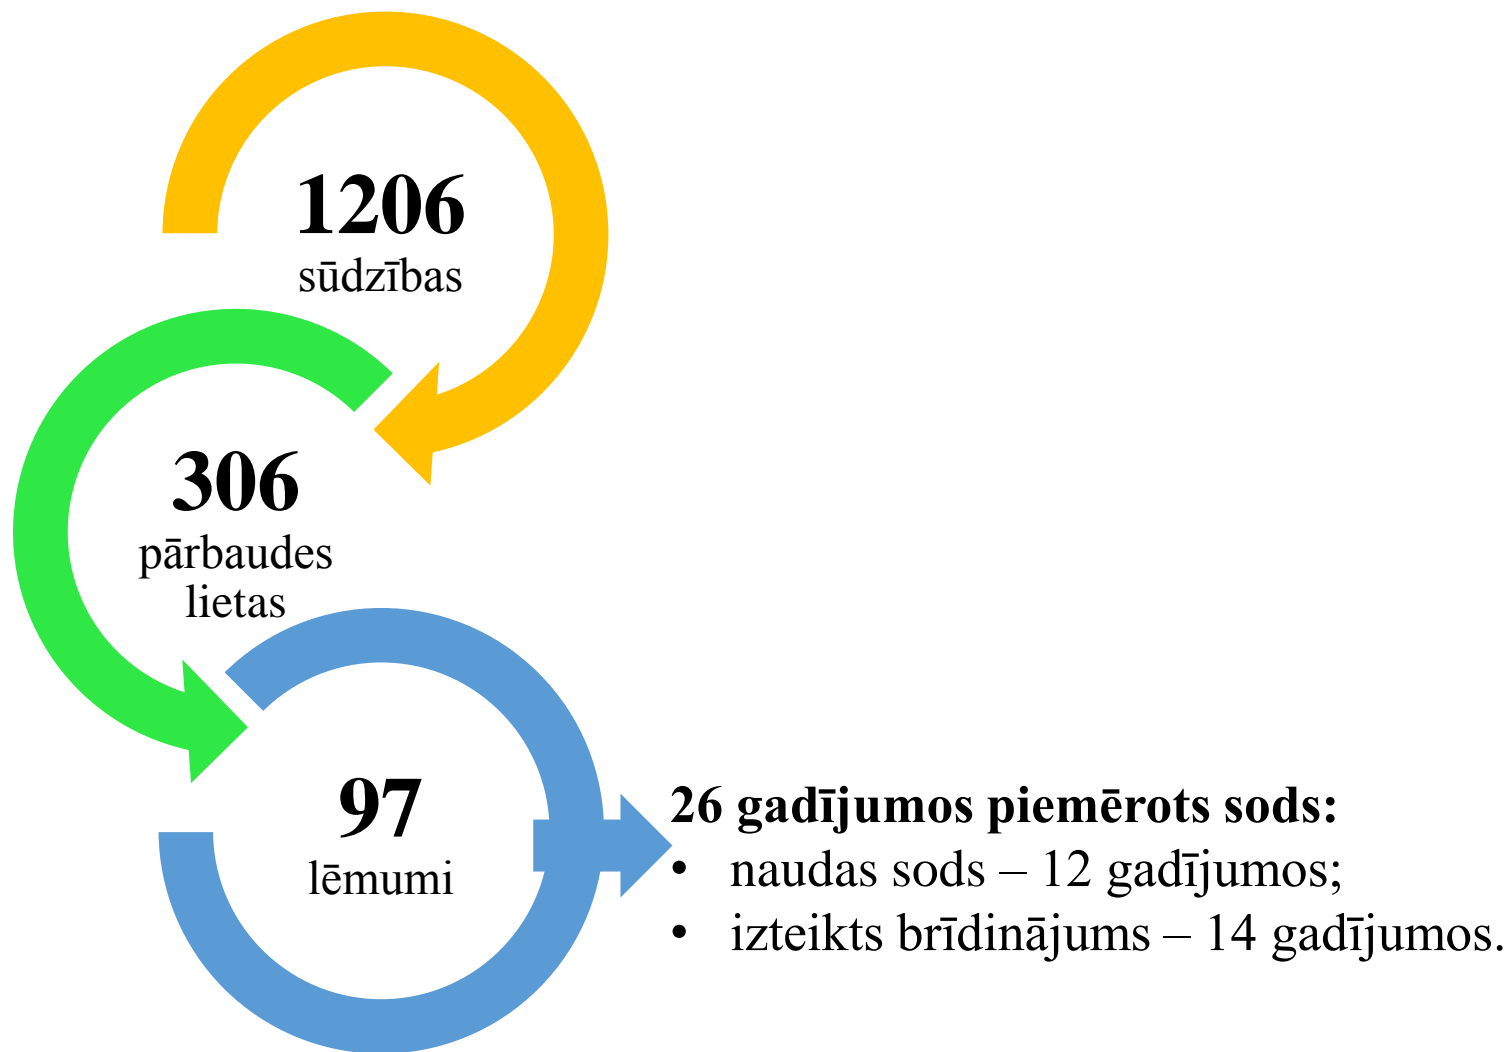 1206
sūdzības
306
pārbaudes
lietas
97
lēmumi
26 gadījumos piemērots sods:
• naudas sods – 12 gadījumos;
• izteikts brīdinājums – 14 gadījumos.